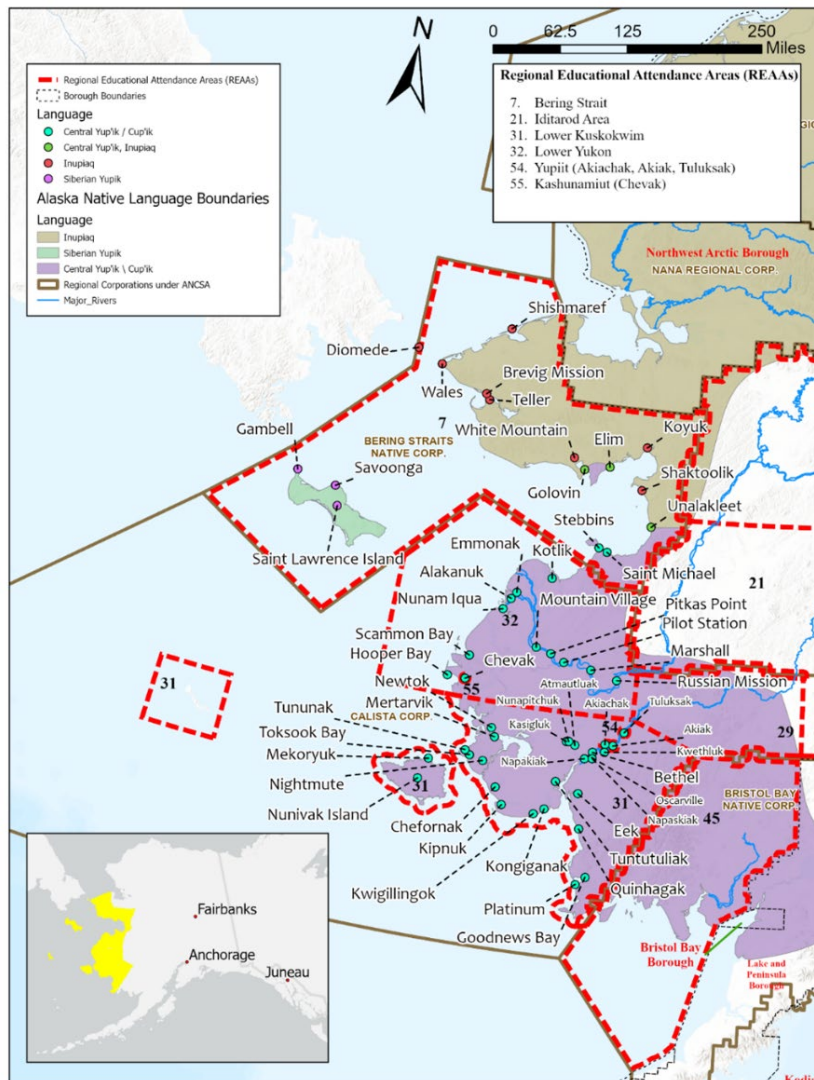 N
0 62.5 125 250
Miles
Regional Educational Attendance Areas (REAAs)
7. Bering Strait
21. Iditarod Area
31. Lower Kuskokwim
32. Lower Yukon
54. Yupiit (Akiachak, Akiak, Tuluksak)
55. Kashunamiut (Chevak)
Regional Educational Attendance Areas (REAAs)
Borough Boundaries
Language
Central Yup'ik / Cup'ik
Central Yup'ik, Inupiaq
Inupiaq
Siberian Yupik
Alaska Native Language Boundaries
Language
Inupiaq
Siberian Yupik
Central Yup'ik \ Cup'ik
Regional Corporations under ANCSA
Major_Rivers
Northwest Arctic Borough
NANA REGIONAL CORP.
Shishmaref
Diomede
Wales
Brevig Mission
Teller
7
White Mountain
Elim
Koyuk
BERING STRAITS
NATIVE CORP.
Gambell
Savoonga
Golovin
Shaktoolik
Unalakleet
Stebbins
Saint Lawrence Island
Emmonak
Kotlik
Saint Michael
21
Alakanuk
Mountain Village
Pitkas Point
Nunam Iqua
32
Pilot Station
Scammon Bay
Marshall
Hooper Bay
Chevak
31
Newtok
55
Atmautluak
Russian Mission
Mertarvik
Nunapitchuk
Akiachak
Tuluksak
CALISTA CORP.
Tununak
Kasigluk
54
Akiak
29
Toksook Bay
Kwethluk
Mekoryuk
Napakiak
Bethel
Nightmute
31
31
Oscarville
BRISTOL BAY
NATIVE CORP.
Nunivak Island
Napaskiak
45
Chefornak
Eek
Kipnuk
Tuntutuliak
Kongiganak
Kwigillingok
Quinhagak
Platinum
Goodnews Bay
Bristol Bay
Borough
Lake and
Peninsula
Borough
Fairbanks
Anchorage
Juneau